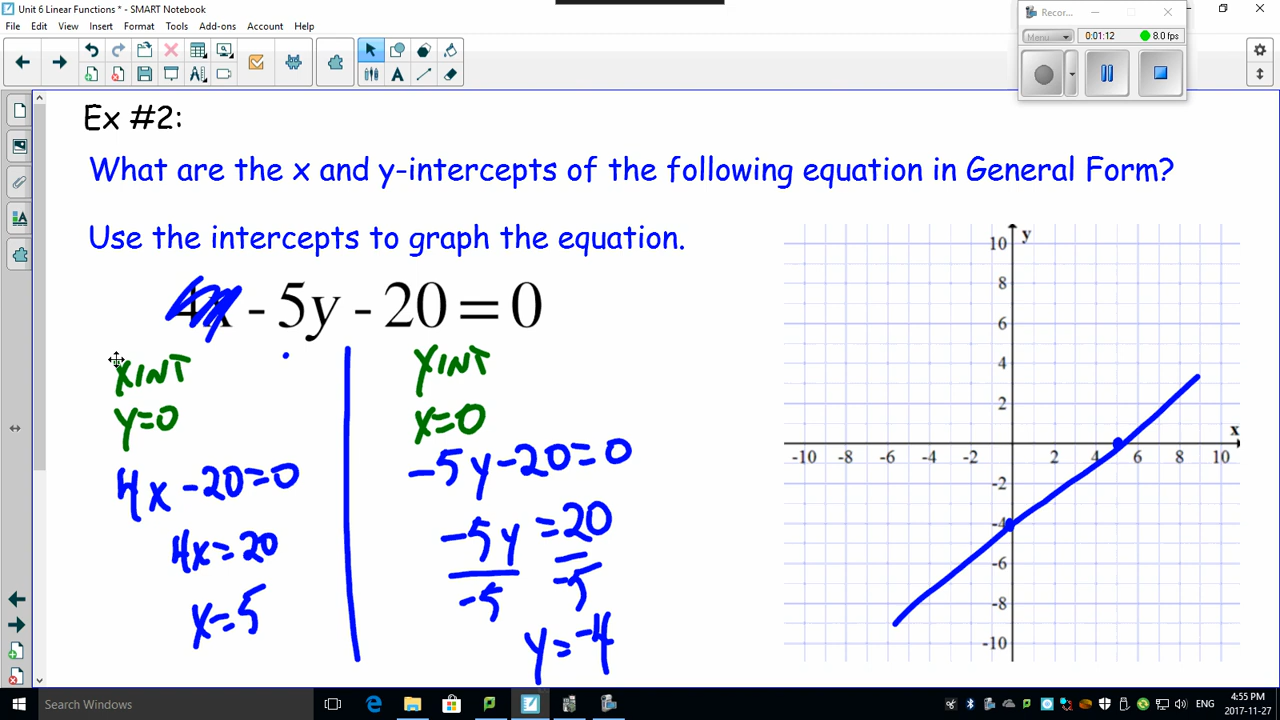 Unit 6 Linear Functions * - SMART Notebook
File Edit View Insert Format Tools Add-ons Account Help
Recor...
Menu 0:01:12 8.0 fps
Ex #2:
What are the x and y-intercepts of the following equation in General Form?
Use the intercepts to graph the equation.
4x - 5y - 20 = 0
XINT
y=0
4x -20=0
4x=20
x=5
YINT
x=0
-5y-20=0
-5y =20
-5 -5
y=-4
y
10
8
6
4
2
x
-10 -8 -6 -4 -2 2 4 6 8 10
-2
-4
-6
-8
-10
Search Windows
ENG
4:55 PM
2017-11-27